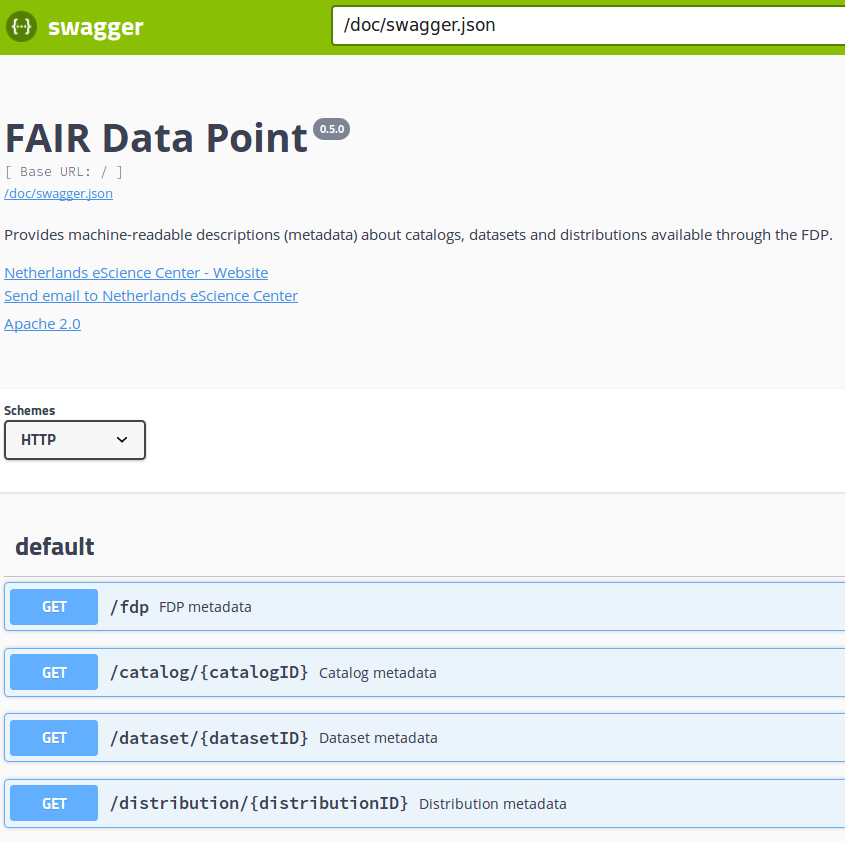 {···} swagger
/doc/swagger.json
FAIR Data Point 0.5.0
[ Base URL: / ]
/doc/swagger.json
Provides machine-readable descriptions (metadata) about catalogs, datasets and distributions available through the FDP.
Netherlands eScience Center - Website
Send email to Netherlands eScience Center
Apache 2.0
Schemes
HTTP
default
GET /fdp FDP metadata
GET /catalog/{catalogID} Catalog metadata
GET /dataset/{datasetID} Dataset metadata
GET /distribution/{distributionID} Distribution metadata